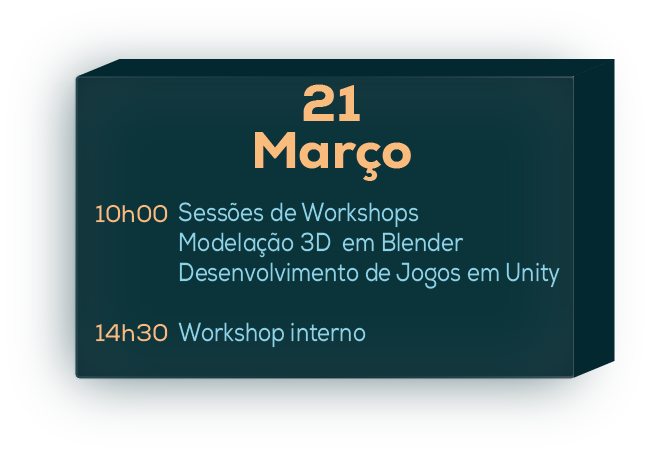 21
Março
10h00 Sessões de Workshops
Modelação 3D em Blender
Desenvolvimento de Jogos em Unity
14h30 Workshop interno